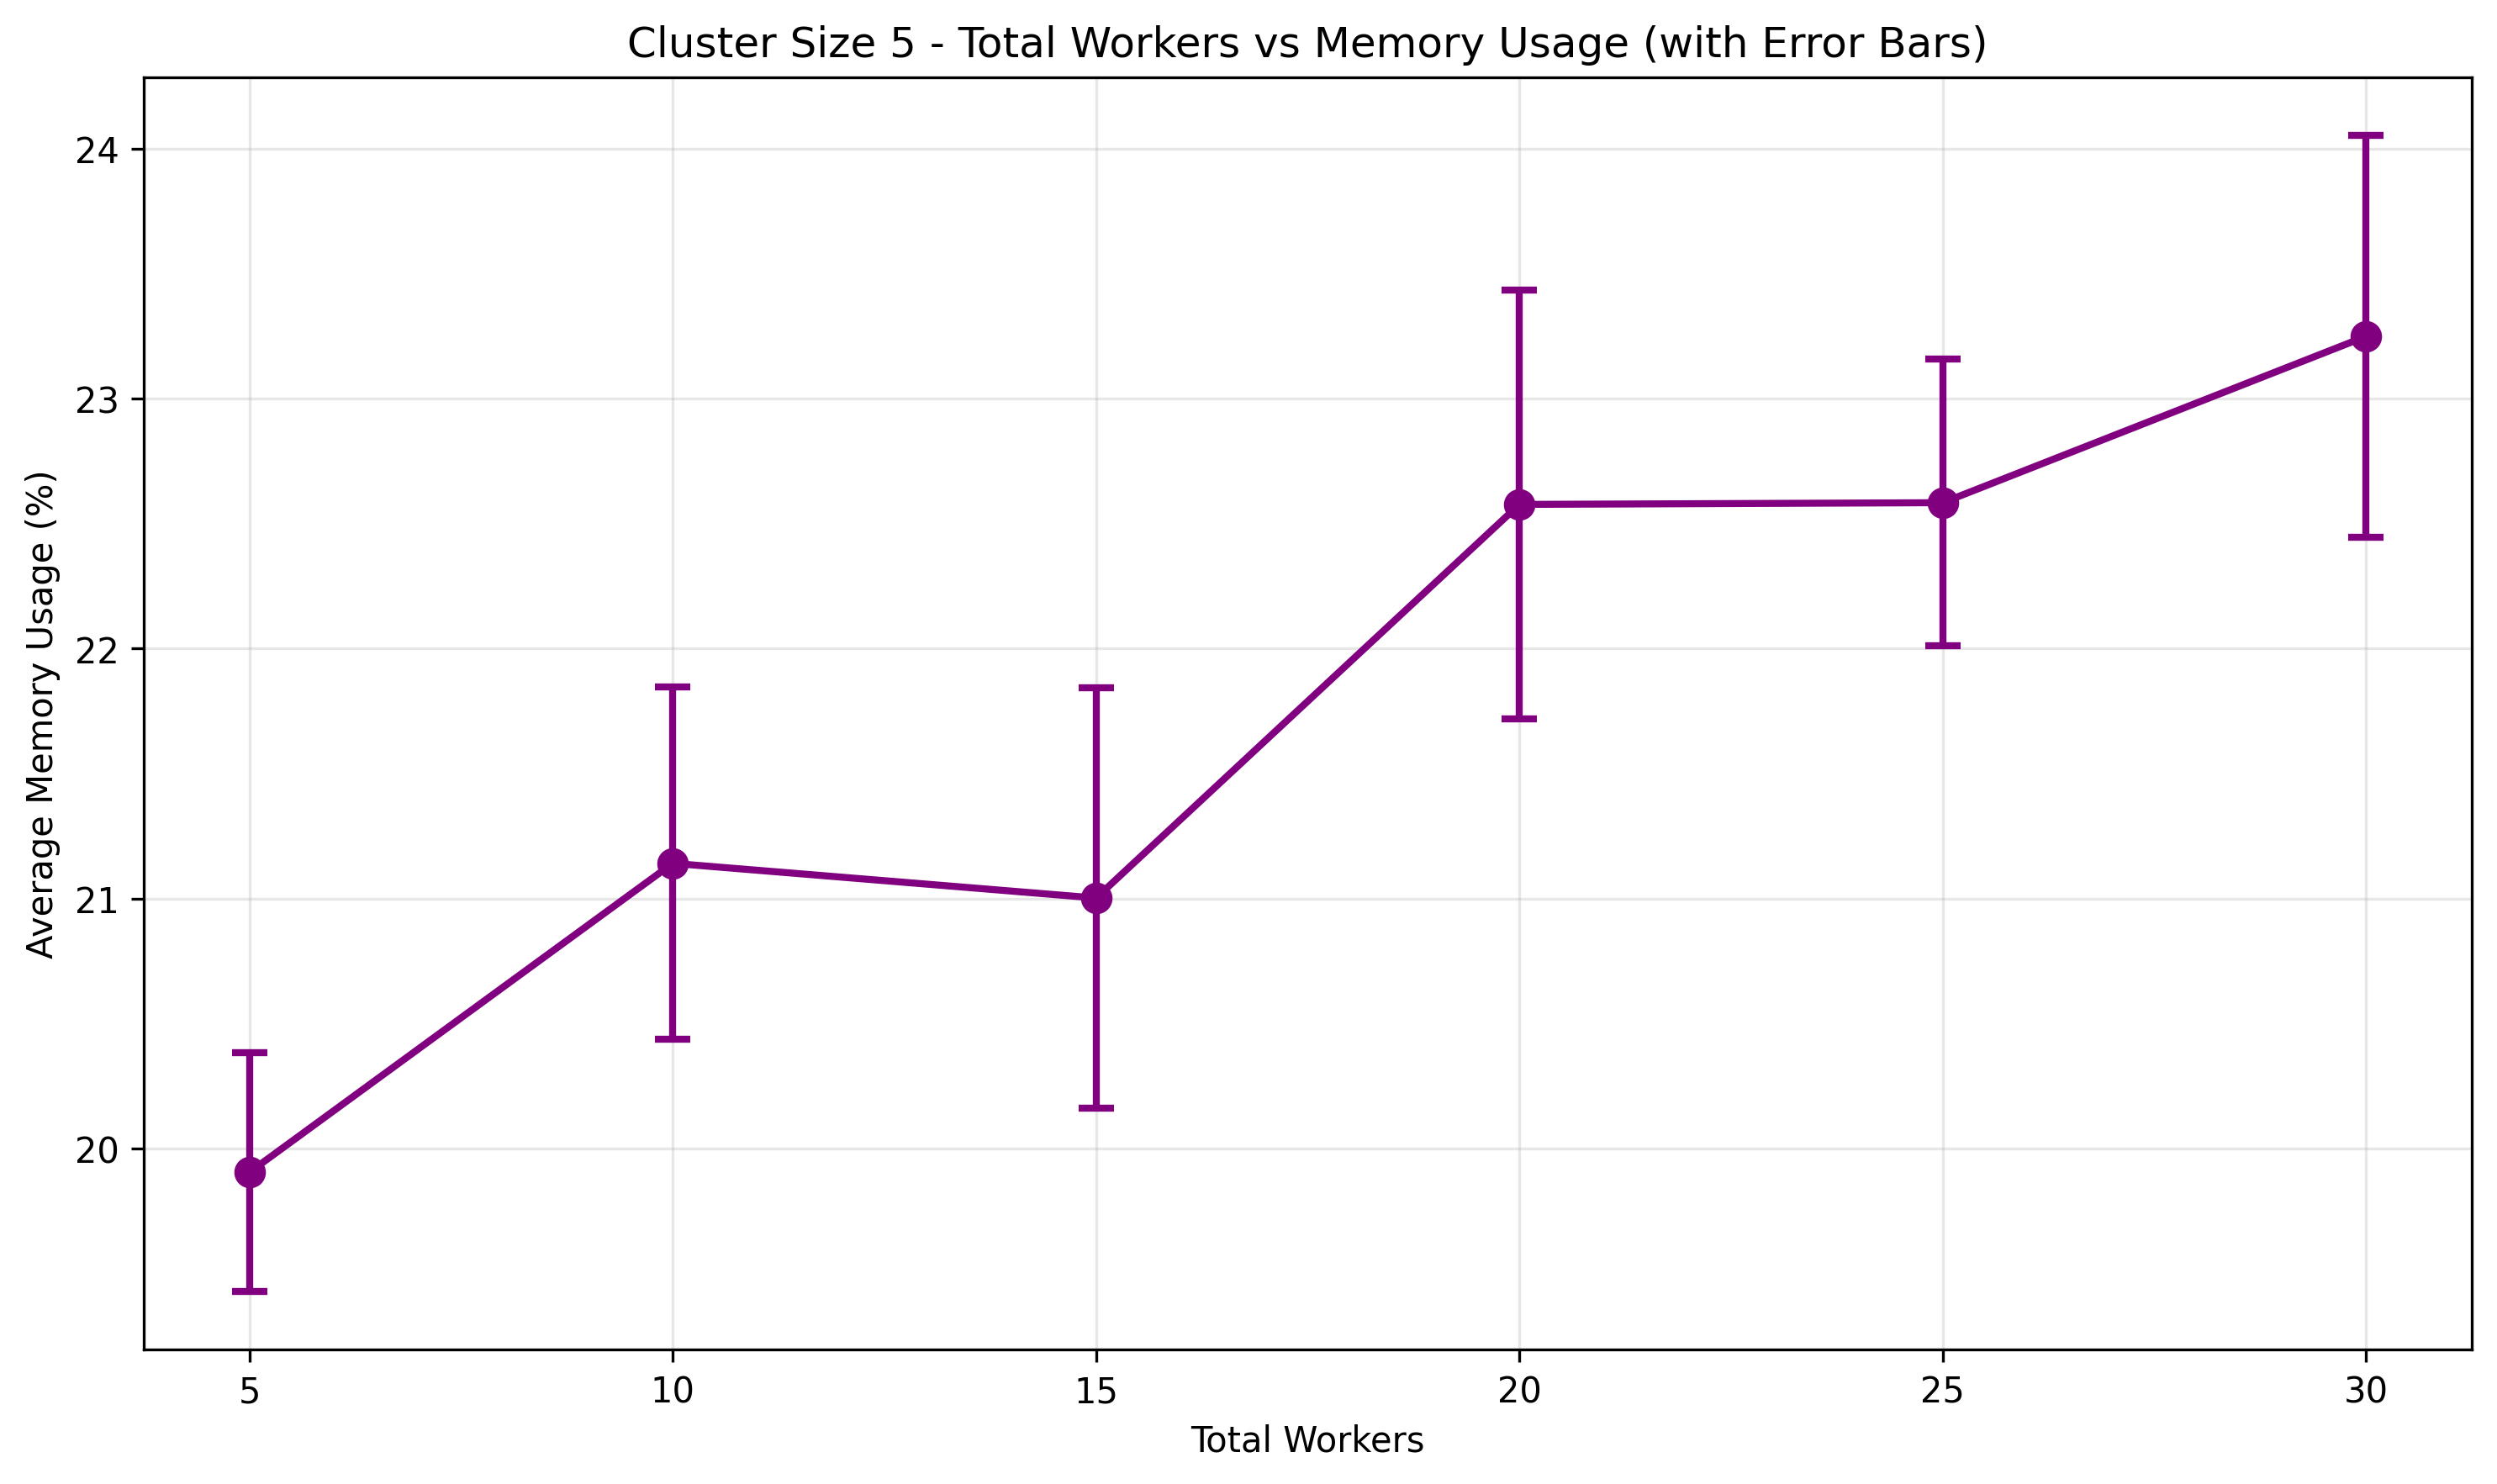 Cluster Size 5 - Total Workers vs Memory Usage (with Error Bars)
Average Memory Usage (%)
24
23
22
21
20
5 10 15 20 25 30
Total Workers